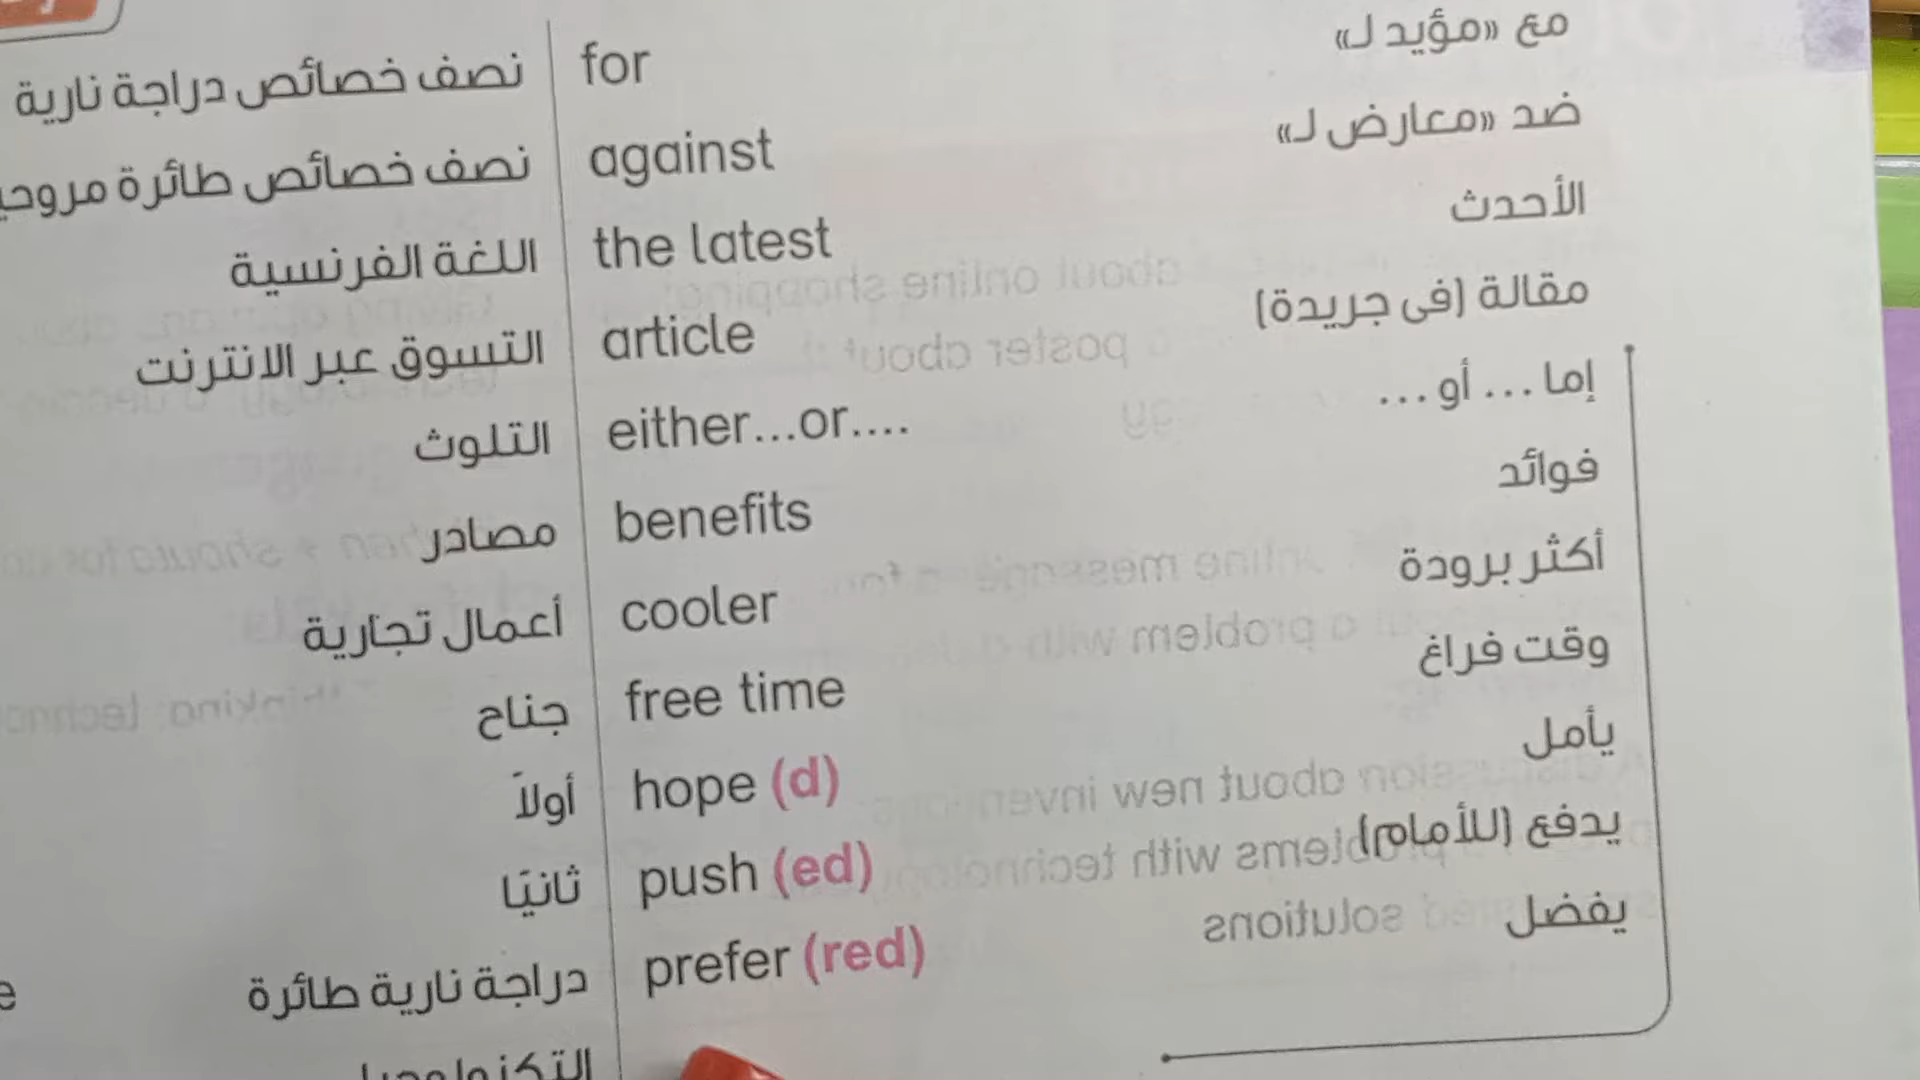 نصف خصائص دراجة نارية for مع «مؤيد لـ»
نصف خصائص طائرة against ضد «معارض لـ»
اللغة الفرنسية the latest الأحدث
التسوق عبر الانترنت article مقالة (فى جريدة)
التلوث either...or.... إما ... أو ...
مصادر benefits فوائد
أعمال تجارية cooler أكثر برودة
جناح free time وقت فراغ
أولاً hope (d) يأمل
ثانيًا push (ed) يدفع (للأمام)
دراجة نارية طائرة prefer (red) يفضل